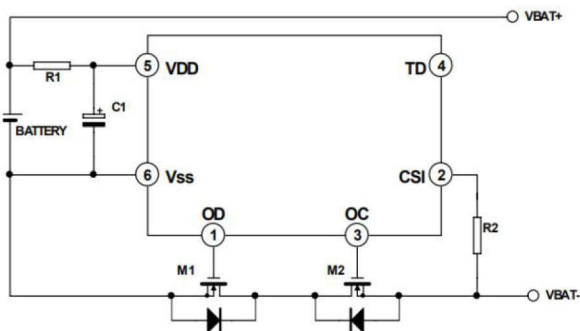 VBAT+
R1
5 VDD
TD 4
C1
+
BATTERY
6 Vss
CSI 2
OD
OC
1
3
R2
M1
M2
VBAT-